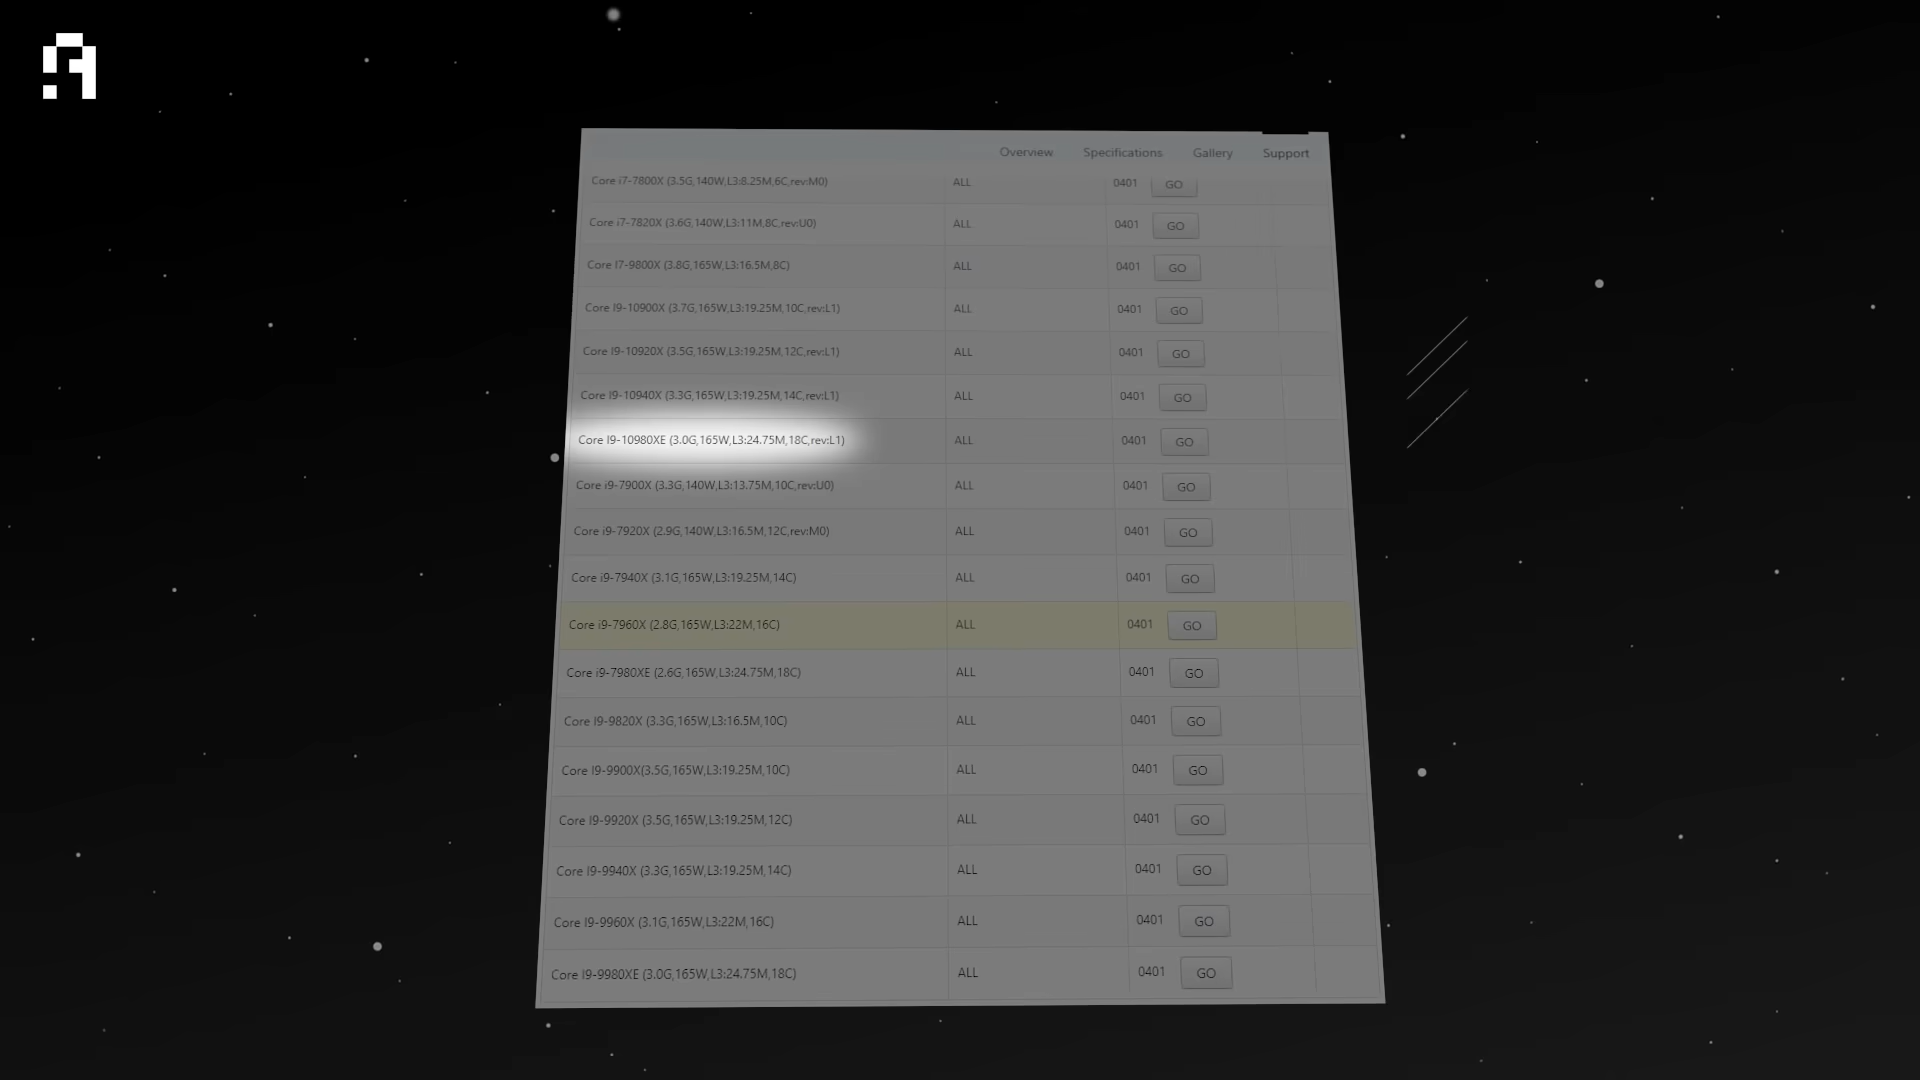 Overview Specifications Gallery Support
Core i7-7800X (3.5G,140W,L3:8.25M,6C,rev:M0) ALL 0401 GO
Core i7-7820X (3.6G,140W,L3:11M,8C,rev:U0) ALL 0401 GO
Core I7-9800X (3.8G,165W,L3:16.5M,8C) ALL 0401 GO
Core I9-10900X (3.7G,165W,L3:19.25M,10C,rev:L1) ALL 0401 GO
Core I9-10920X (3.5G,165W,L3:19.25M,12C,rev:L1) ALL 0401 GO
Core I9-10940X (3.3G,165W,L3:19.25M,14C,rev:L1) ALL 0401 GO
Core I9-10980XE (3.0G,165W,L3:24.75M,18C,rev:L1) ALL 0401 GO
Core i9-7900X (3.3G,140W,L3:13.75M,10C,rev:U0) ALL 0401 GO
Core i9-7920X (2.9G,140W,L3:16.5M,12C,rev:M0) ALL 0401 GO
Core i9-7940X (3.1G,165W,L3:19.25M,14C) ALL 0401 GO
Core i9-7960X (2.8G,165W,L3:22M,16C) ALL 0401 GO
Core i9-7980XE (2.6G,165W,L3:24.75M,18C) ALL 0401 GO
Core I9-9820X (3.3G,165W,L3:16.5M,10C) ALL 0401 GO
Core I9-9900X(3.5G,165W,L3:19.25M,10C) ALL 0401 GO
Core I9-9920X (3.5G,165W,L3:19.25M,12C) ALL 0401 GO
Core I9-9940X (3.3G,165W,L3:19.25M,14C) ALL 0401 GO
Core I9-9960X (3.1G,165W,L3:22M,16C) ALL 0401 GO
Core I9-9980XE (3.0G,165W,L3:24.75M,18C) ALL 0401 GO